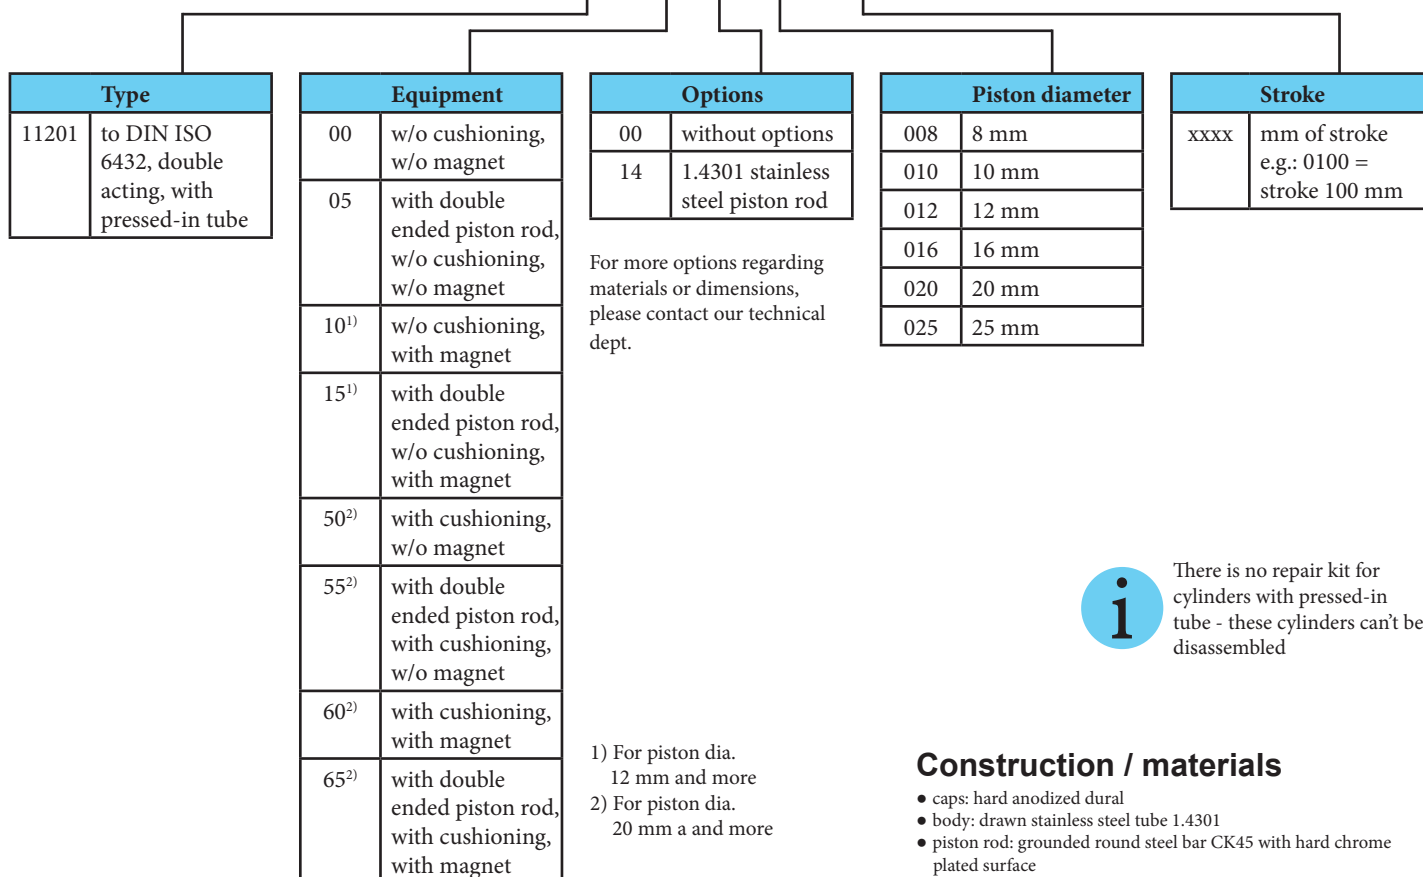 Type
11201 to DIN ISO
6432, double
acting, with
pressed-in tube
Equipment
00 w/o cushioning,
w/o magnet
05 with double
ended piston rod,
w/o cushioning,
w/o magnet
10¹⁾ w/o cushioning,
with magnet
15¹⁾ with double
ended piston rod,
w/o cushioning,
with magnet
50²⁾ with cushioning,
w/o magnet
55²⁾ with double
ended piston rod,
with cushioning,
w/o magnet
60²⁾ with cushioning,
with magnet
65²⁾ with double
ended piston rod,
with cushioning,
with magnet
Options
00 without options
14 1.4301 stainless
steel piston rod
For more options regarding
materials or dimensions,
please contact our technical
dept.
1) For piston dia.
12 mm and more
2) For piston dia.
20 mm a and more
Piston diameter
008 8 mm
010 10 mm
012 12 mm
016 16 mm
020 20 mm
025 25 mm
Stroke
xxxx mm of stroke
e.g.: 0100 =
stroke 100 mm
i
There is no repair kit for
cylinders with pressed-in
tube - these cylinders can't be
disassembled
Construction / materials
● caps: hard anodized dural
● body: drawn stainless steel tube 1.4301
● piston rod: grounded round steel bar CK45 with hard chrome
plated surface